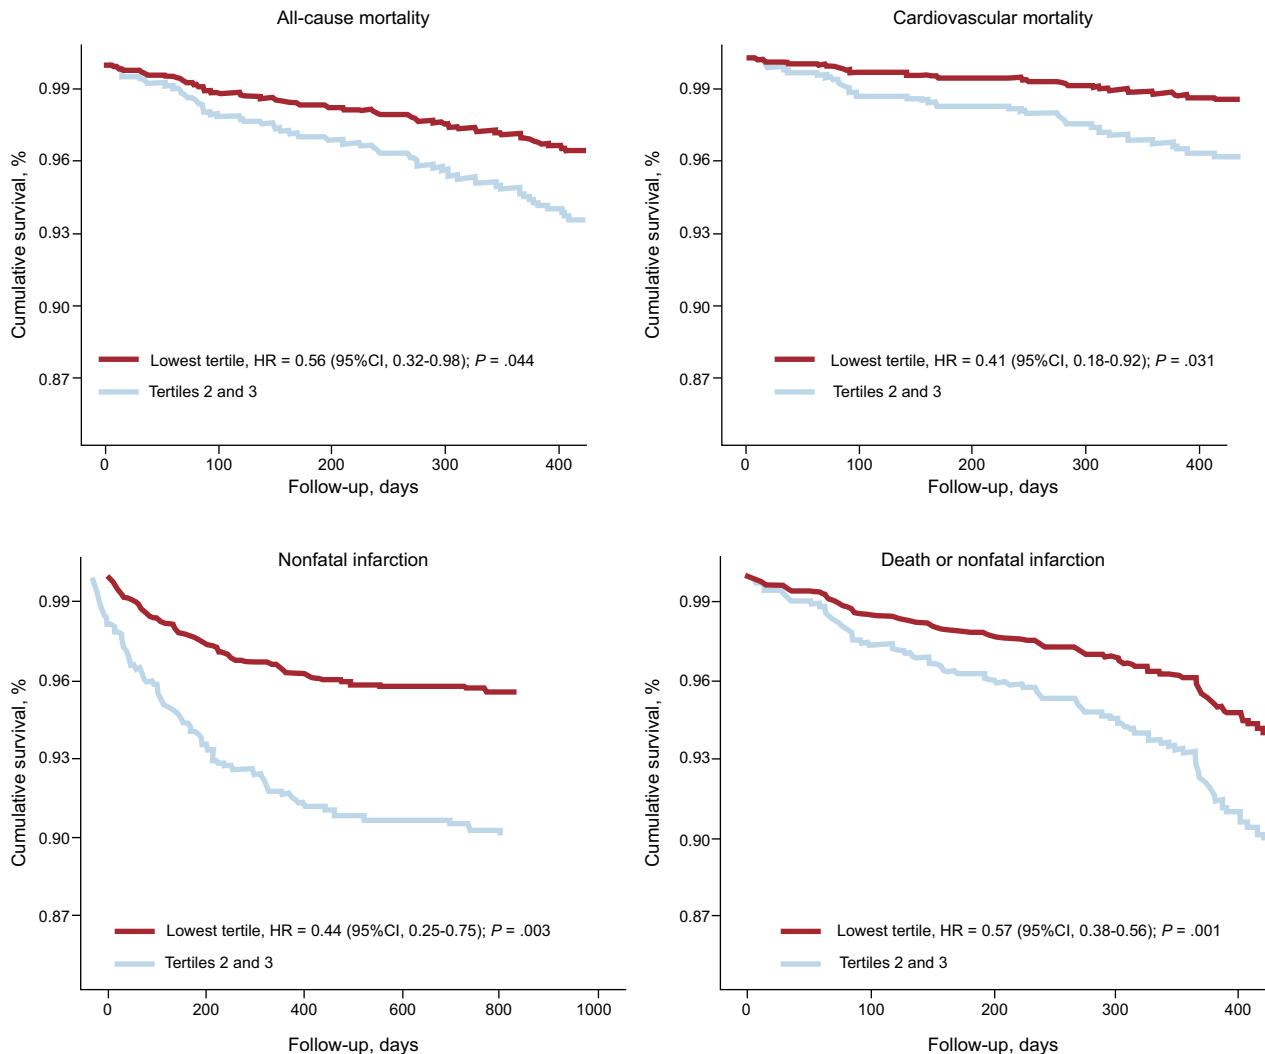 All-cause mortality
Cumulative survival, %
0.99
0.96
0.93
0.90
0.87
Lowest tertile, HR = 0.56 (95%CI, 0.32-0.98); P = .044
Tertiles 2 and 3
0 100 200 300 400
Follow-up, days
Cardiovascular mortality
Cumulative survival, %
0.99
0.96
0.93
0.90
0.87
Lowest tertile, HR = 0.41 (95%CI, 0.18-0.92); P = .031
Tertiles 2 and 3
0 100 200 300 400
Follow-up, days
Nonfatal infarction
Cumulative survival, %
0.99
0.96
0.93
0.90
0.87
Lowest tertile, HR = 0.44 (95%CI, 0.25-0.75); P = .003
Tertiles 2 and 3
0 200 400 600 800 1000
Follow-up, days
Death or nonfatal infarction
Cumulative survival, %
0.99
0.96
0.93
0.90
0.87
Lowest tertile, HR = 0.57 (95%CI, 0.38-0.56); P = .001
Tertiles 2 and 3
0 100 200 300 400
Follow-up, days